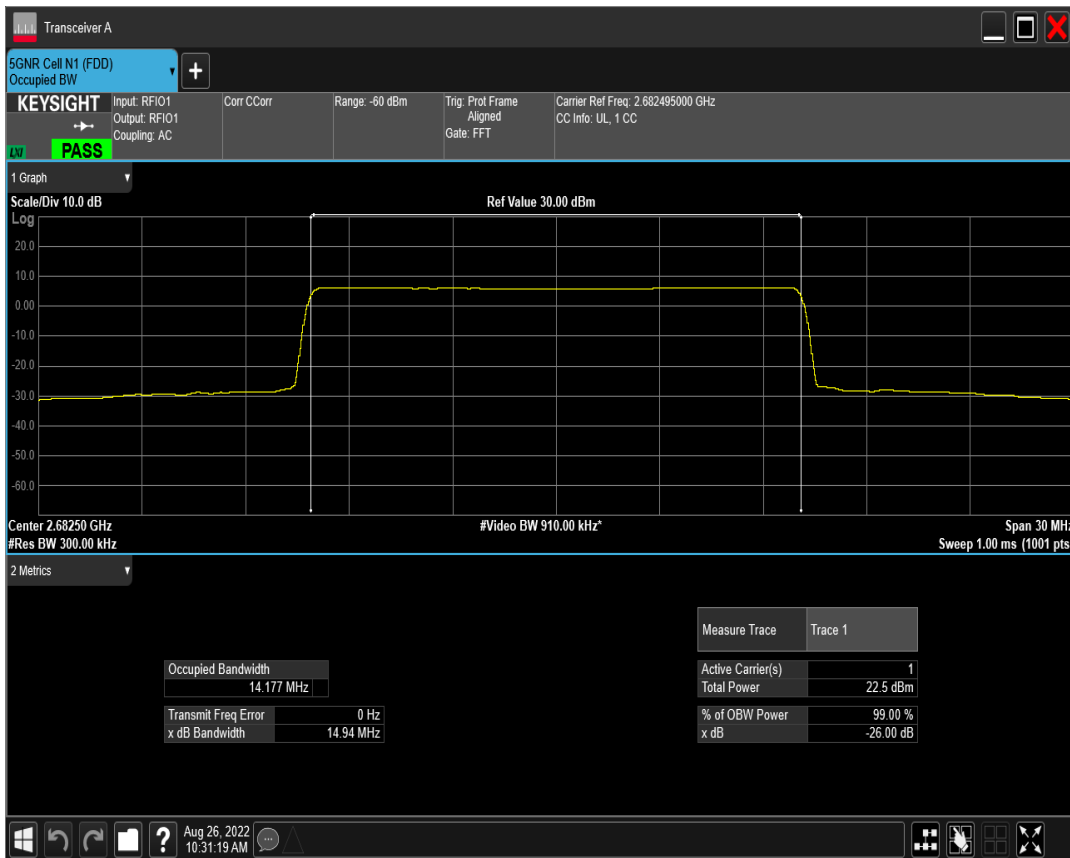 Transceiver A
5GNR Cell N1 (FDD)
Occupied BW
+
KEYSIGHT
LXI
PASS
Input: RFIO1
Output: RFIO1
Coupling: AC
Corr CCorr
Range: -60 dBm
Trig: Prot Frame
Aligned
Gate: FFT
Carrier Ref Freq: 2.682495000 GHz
CC Info: UL, 1 CC
1 Graph
Scale/Div 10.0 dB
Ref Value 30.00 dBm
Log
20.0
10.0
0.00
-10.0
-20.0
-30.0
-40.0
-50.0
-60.0
Center 2.68250 GHz
#Video BW 910.00 kHz*
Span 30 MHz
#Res BW 300.00 kHz
Sweep 1.00 ms (1001 pts
2 Metrics
Measure Trace Trace 1
Occupied Bandwidth
14.177 MHz
Active Carrier(s) 1
Total Power 22.5 dBm
Transmit Freq Error 0 Hz
x dB Bandwidth 14.94 MHz
% of OBW Power 99.00 %
x dB -26.00 dB
?
Aug 26, 2022
10:31:19 AM